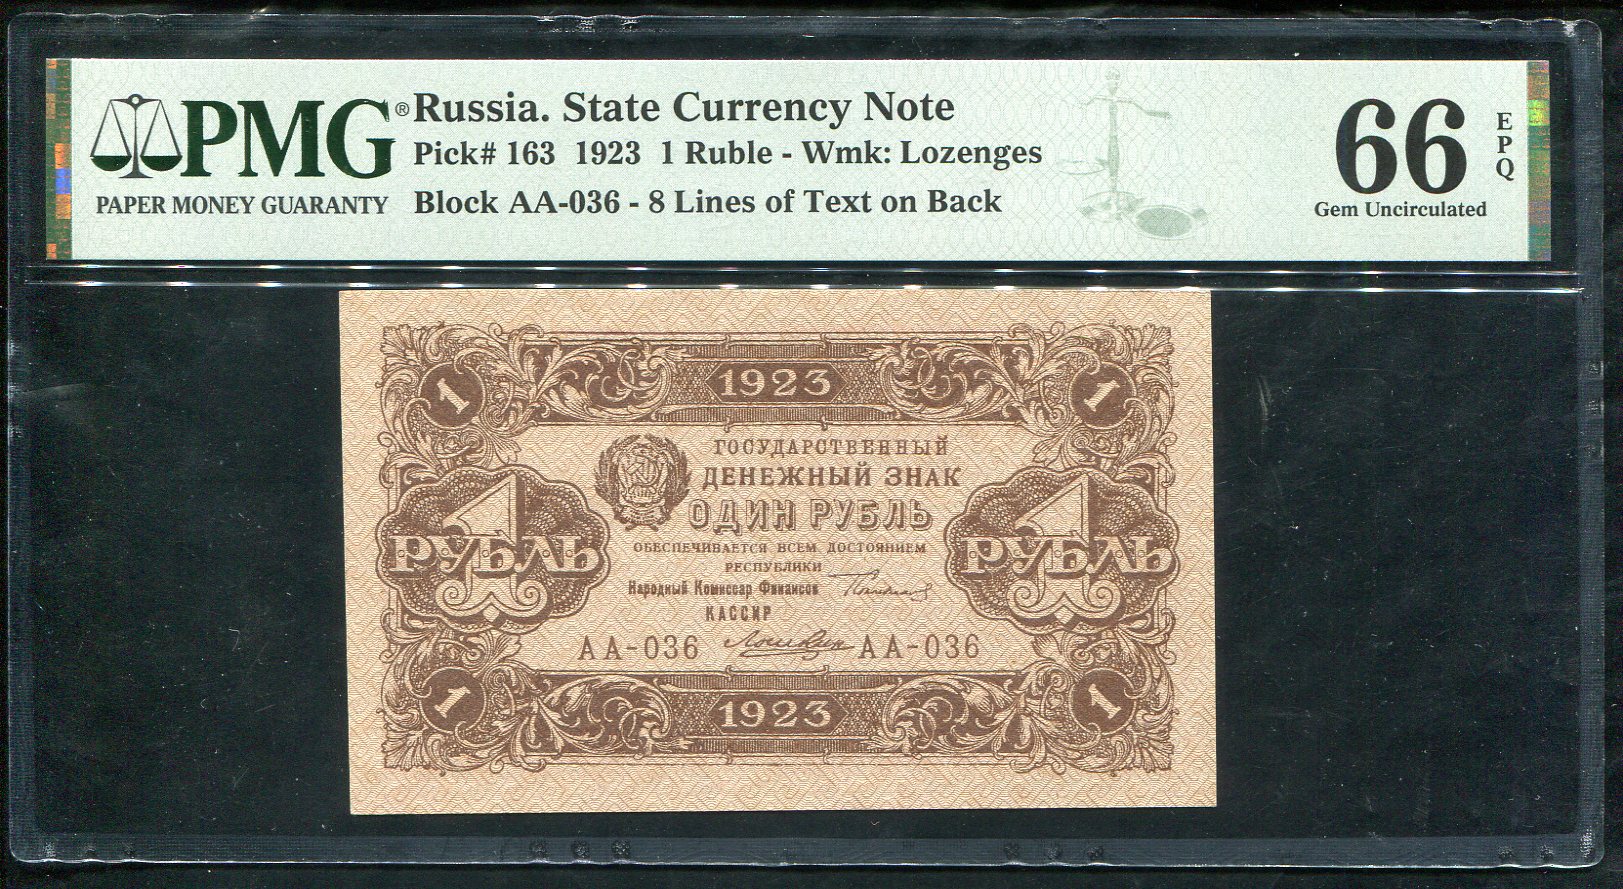 PMG®
PAPER MONEY GUARANTY
Russia. State Currency Note
Pick# 163 1923 1 Ruble - Wmk: Lozenges
Block AA-036 - 8 Lines of Text on Back
66
EPQ
Gem Uncirculated
1 1923 1
ГОСУДАРСТВЕННЫЙ
ДЕНЕЖНЫЙ ЗНАК
ОДИН РУБЛЬ
1 РУБЛЬ
1 РУБЛЬ
ОБЕСПЕЧИВАЕТСЯ ВСЕМ ДОСТОЯНИЕМ
РЕСПУБЛИКИ
Народный Комиссар Финансов
КАССИР
АА-036 АА-036
1 1923 1